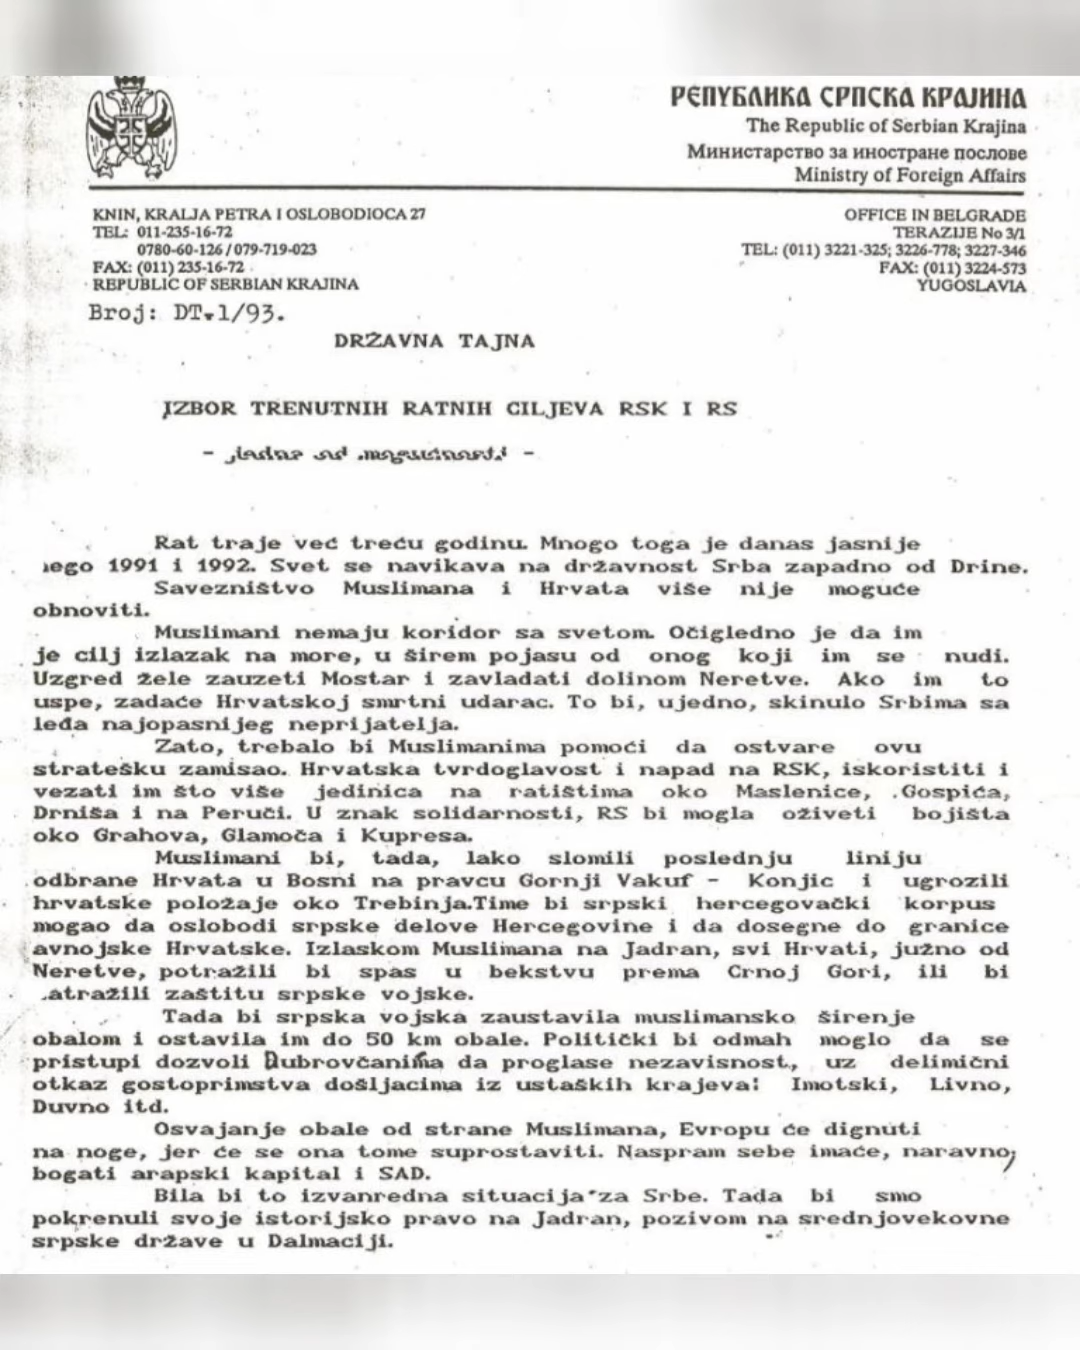 РЕПУБЛИКА СРПСКА КРАЈИНА
The Republic of Serbian Krajina
Министарство за иностране послове
Ministry of Foreign Affairs
KNIN, KRALJA PETRA I OSLOBODIOCA 27
TEL: 011-235-16-72
0780-60-126 / 079-719-023
FAX: (011) 235-16-72
REPUBLIC OF SERBIAN KRAJINA
OFFICE IN BELGRADE
TERAZIJE No 3/1
TEL: (011) 3221-325; 3226-778; 3227-346
FAX: (011) 3224-573
YUGOSLAVIA
Broj: DT.1/93.
DRŽAVNA TAJNA
IZBOR TRENUTNIH RATNIH CILJEVA RSK I RS
- jedna od mogućnosti -
Rat traje već treću godinu. Mnogo toga je danas jasnije
nego 1991 i 1992. Svet se navikava na državnost Srba zapadno od Drine.
Savezništvo Muslimana i Hrvata više nije moguće
obnoviti.
Muslimani nemaju koridor sa svetom. Očigledno je da im
je cilj izlazak na more, u širem pojasu od onog koji im se nudi.
Uzgred žele zauzeti Mostar i zavladati dolinom Neretve. Ako im to
uspe, zadaće Hrvatskoj smrtni udarac. To bi, ujedno, skinulo Srbima sa
leđa najopasnijeg neprijatelja.
Zato, trebalo bi Muslimanima pomoći da ostvare ovu
stratešku zamisao. Hrvatska tvrdoglavost i napad na RSK, iskoristiti i
vezati im što više jedinica na ratištima oko Maslenice, Gospića,
Drniša i na Peruči. U znak solidarnosti, RS bi mogla oživeti bojišta
oko Grahova, Glamoča i Kupresa.
Muslimani bi, tada, lako slomili poslednju liniju
odbrane Hrvata u Bosni na pravcu Gornji Vakuf - Konjic i ugrozili
hrvatske položaje oko Trebinja.Time bi srpski hercegovački korpus
mogao da oslobodi srpske delove Hercegovine i da dosegne do granice
avnojske Hrvatske. Izlaskom Muslimana na Jadran, svi Hrvati, južno od
Neretve, potražili bi spas u bekstvu prema Crnoj Gori, ili bi
zatražili zaštitu srpske vojske.
Tada bi srpska vojska zaustavila muslimansko širenje
obalom i ostavila im do 50 km obale. Politički bi odmah moglo da se
pristupi dozvoli Dubrovčanima da proglase nezavisnost, uz delimični
otkaz gostoprimstva došljacima iz ustaških krajeva: Imotski, Livno,
Duvno itd.
Osvajanje obale od strane Muslimana, Evropu će dignuti
na noge, jer će se ona tome suprostaviti. Naspram sebe imaće, naravno,
bogati arapski kapital i SAD.
Bila bi to izvanredna situacija za Srbe. Tada bi smo
pokrenuli svoje istorijsko pravo na Jadran, pozivom na srednjovekovne
srpske države u Dalmaciji.